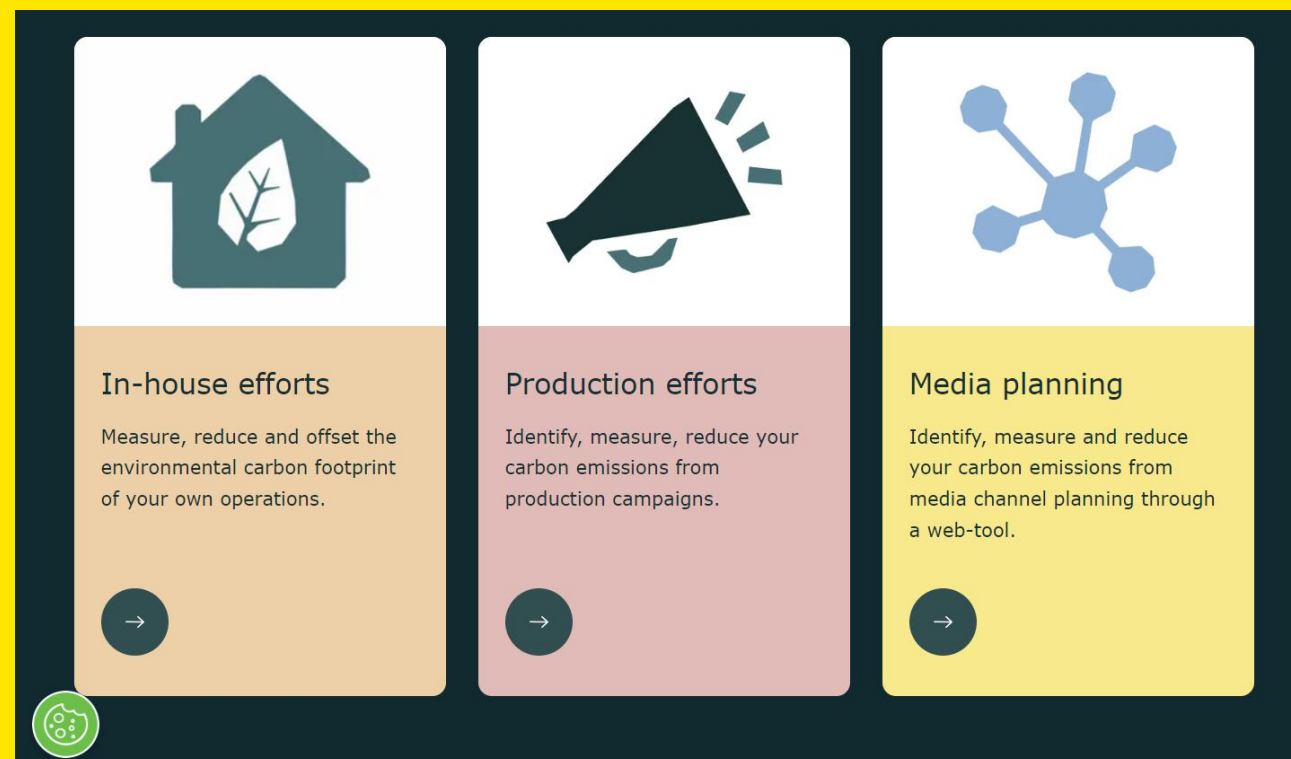 In-house efforts
Measure, reduce and offset the
environmental carbon footprint
of your own operations.
Production efforts
Identify, measure, reduce your
carbon emissions from
production campaigns.
Media planning
Identify, measure and reduce
your carbon emissions from
media channel planning through
a web-tool.